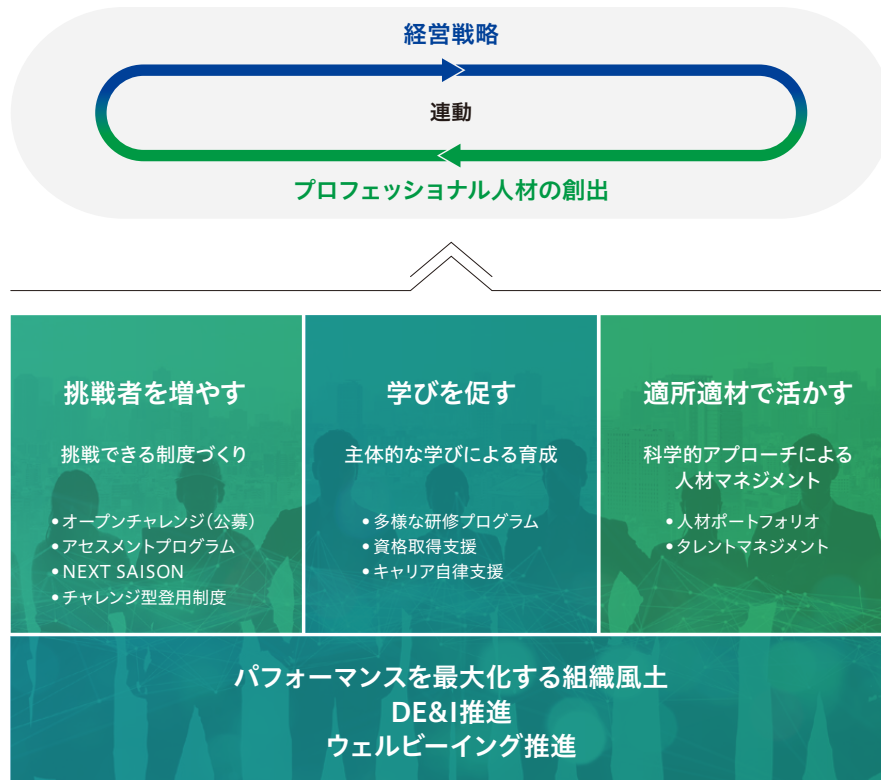 経営戦略
連動
プロフェッショナル人材の創出
挑戦者を増やす
挑戦できる制度づくり
• オープンチャレンジ（公募）
• アセスメントプログラム
• NEXT SAISON
• チャレンジ型登用制度
学びを促す
主体的な学びによる育成
• 多様な研修プログラム
• 資格取得支援
• キャリア自律支援
適所適材で活かす
科学的アプローチによる
人材マネジメント
• 人材ポートフォリオ
• タレントマネジメント
パフォーマンスを最大化する組織風土
DE&I推進
ウェルビーイング推進